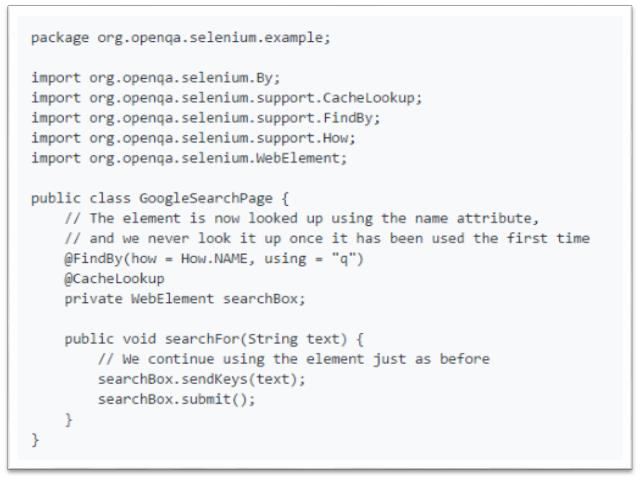 package org.openqa.selenium.example;

import org.openqa.selenium.By;
import org.openqa.selenium.support.CacheLookup;
import org.openqa.selenium.support.FindBy;
import org.openqa.selenium.support.How;
import org.openqa.selenium.WebElement;

public class GoogleSearchPage {
    // The element is now looked up using the name attribute,
    // and we never look it up once it has been used the first time
    @FindBy(how = How.NAME, using = "q")
    @CacheLookup
    private WebElement searchBox;

    public void searchFor(String text) {
        // We continue using the element just as before
        searchBox.sendKeys(text);
        searchBox.submit();
    }
}